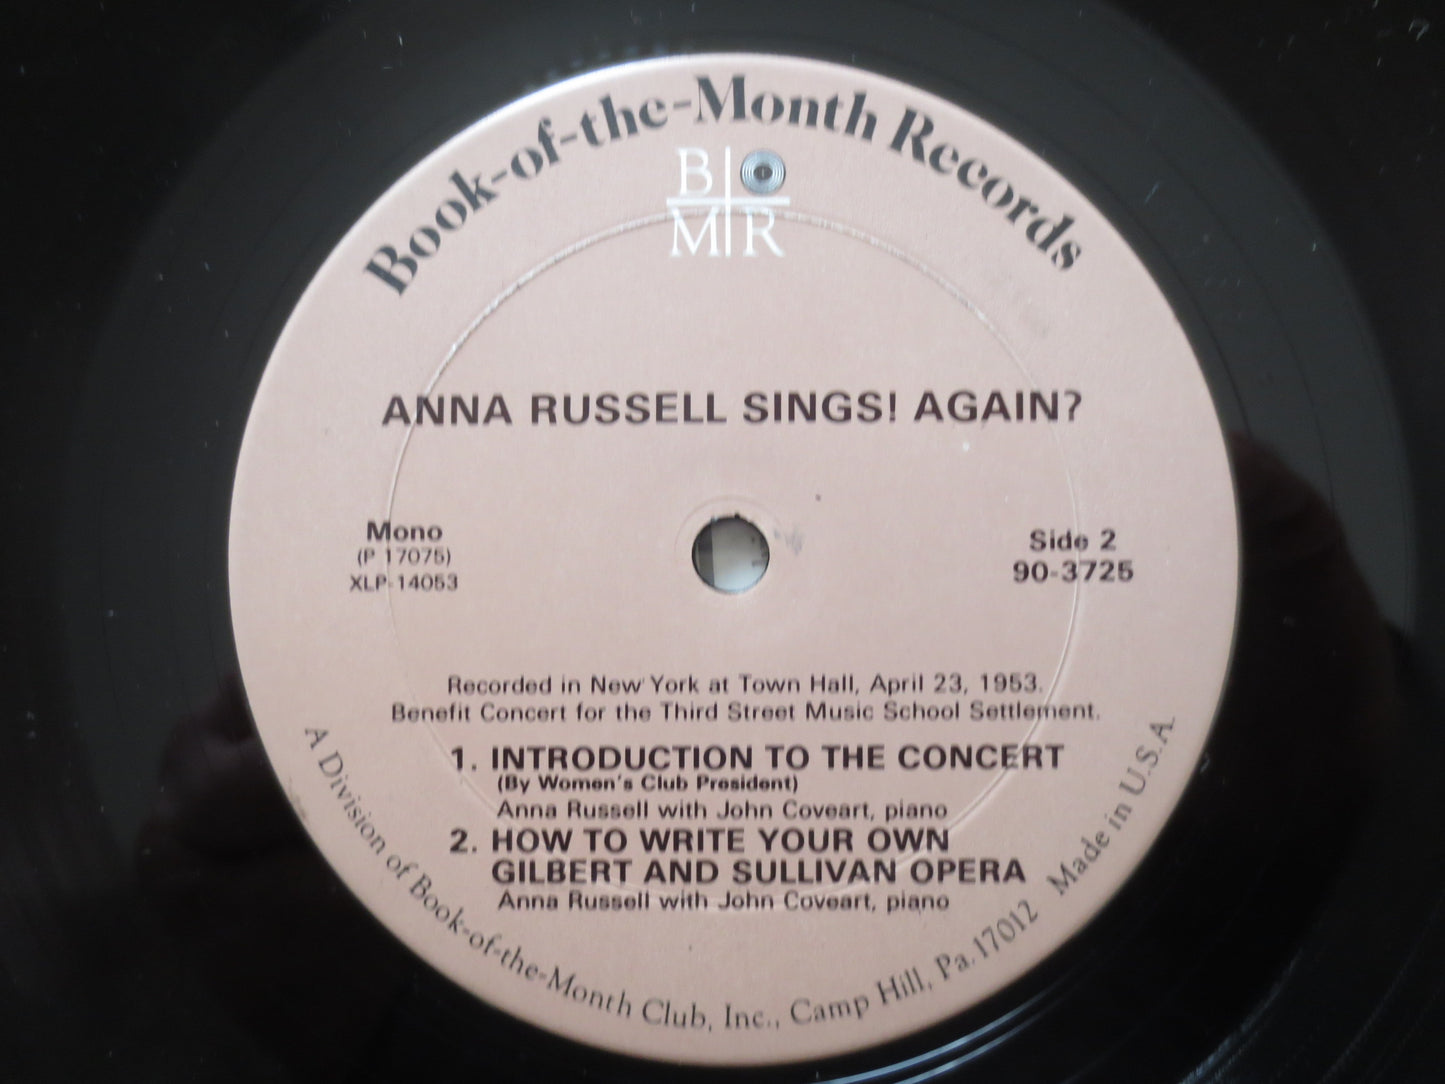 Book-of-the-Month Records
B
M R
ANNA RUSSELL SINGS! AGAIN?
Mono
(P 17075)
XLP-14053
Side 2
90-3725
Recorded in New York at Town Hall, April 23, 1953.
Benefit Concert for the Third Street Music School Settlement.
1. INTRODUCTION TO THE CONCERT
(By Women's Club President)
Anna Russell with John Coveart, piano
2. HOW TO WRITE YOUR OWN
GILBERT AND SULLIVAN OPERA
Anna Russell with John Coveart, piano
A Division of Book-of-the-Month Club, Inc., Camp Hill, Pa. 17012 Made in U.S.A.